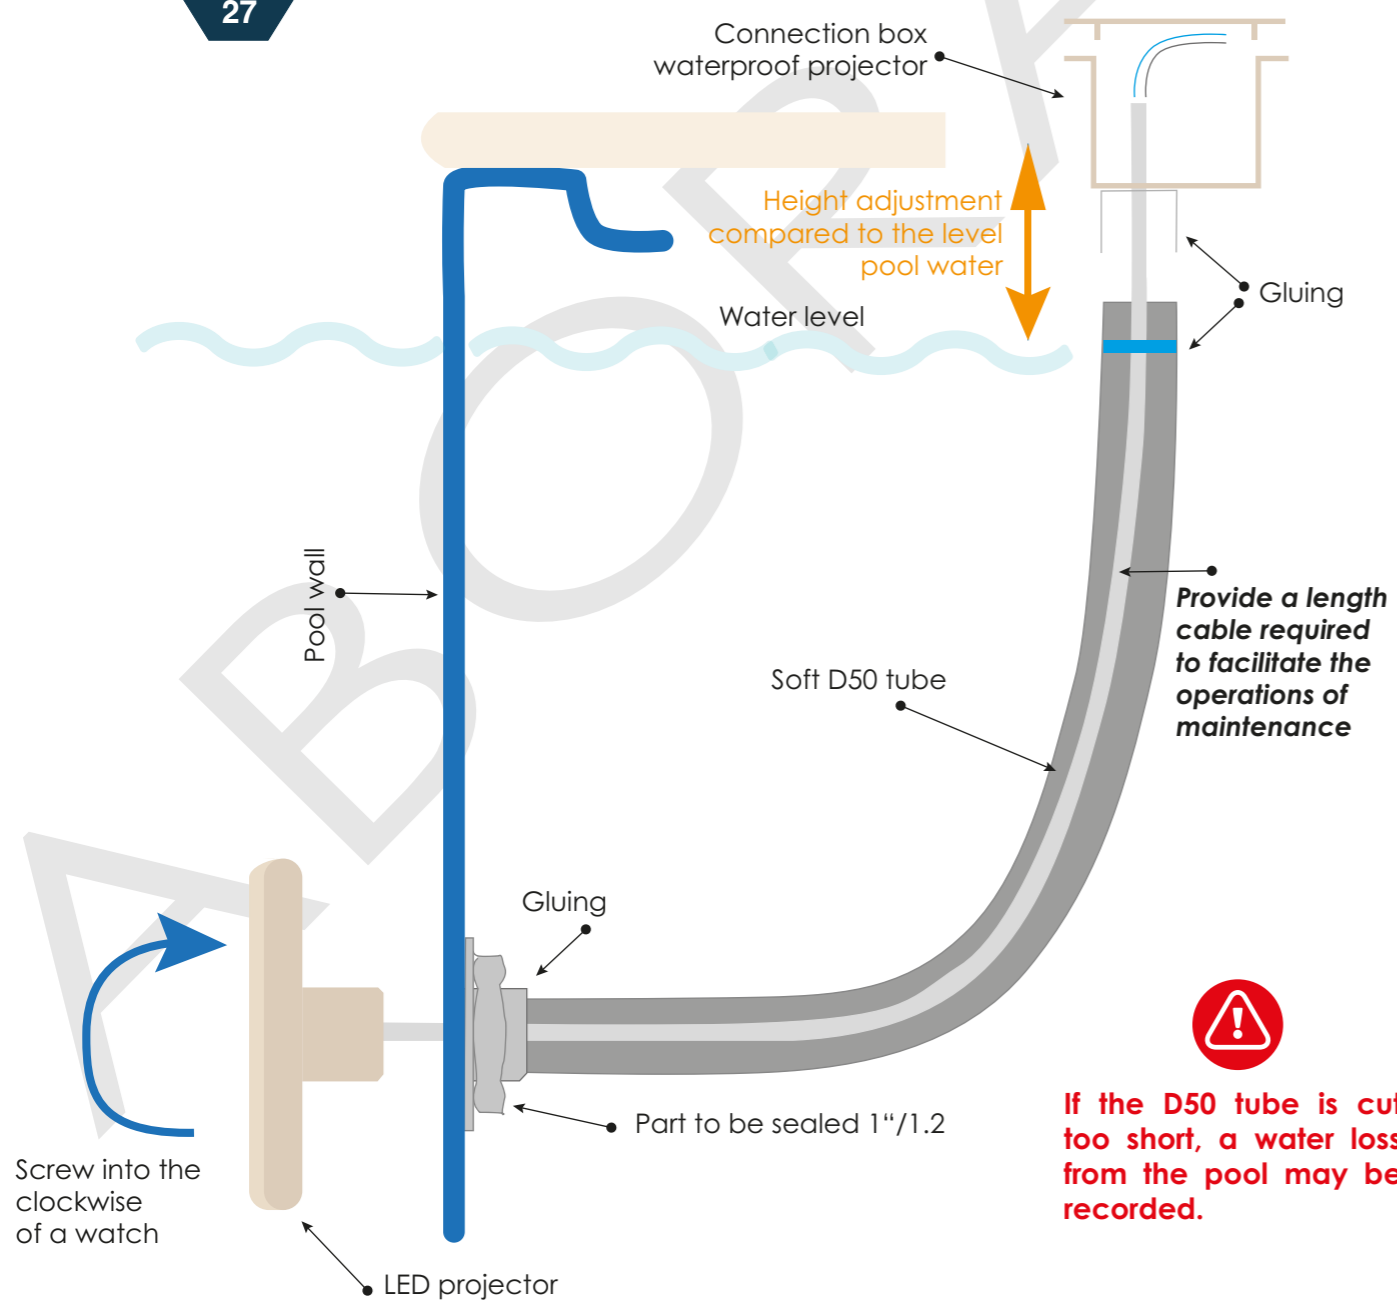 27
Connection box
waterproof projector
Height adjustment
compared to the level
pool water
Gluing
Water level
Pool wall
Provide a length
cable required
to facilitate the
operations of
maintenance
Soft D50 tube
Gluing
Part to be sealed 1“/1.2
If the D50 tube is cut
too short, a water loss
from the pool may be
recorded.
Screw into the
clockwise
of a watch
LED projector
ABORA